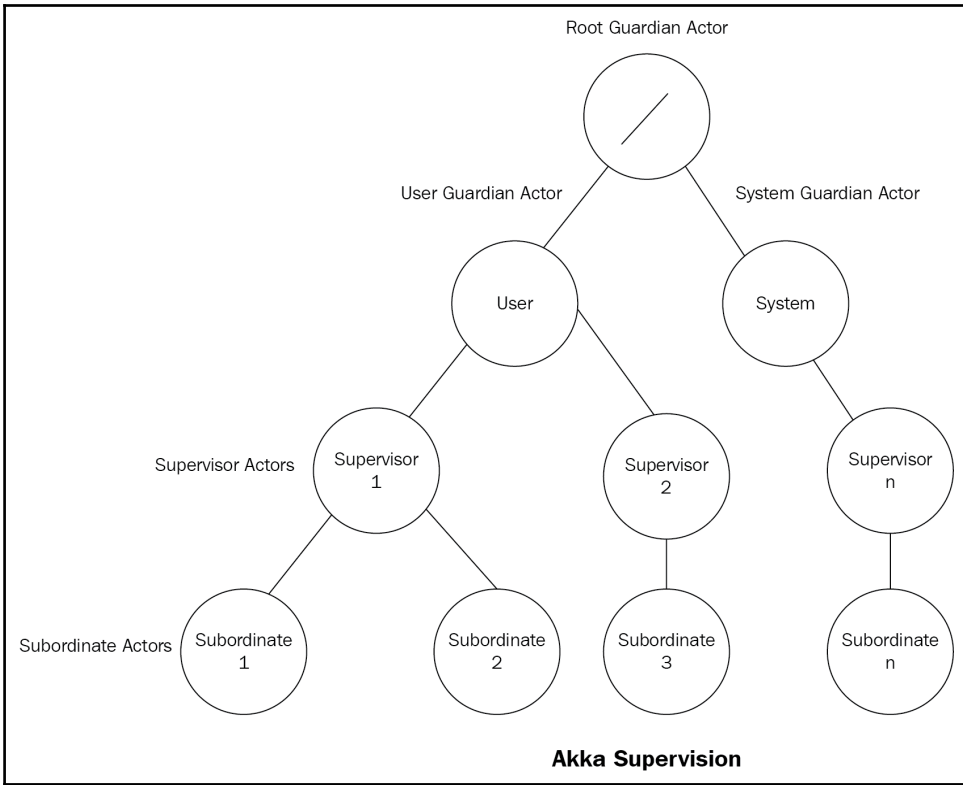 Root Guardian Actor
User Guardian Actor
System Guardian Actor
User
System
Supervisor Actors
Supervisor
1
Supervisor
2
Supervisor
n
Subordinate Actors
Subordinate
1
Subordinate
2
Subordinate
3
Subordinate
n
Akka Supervision